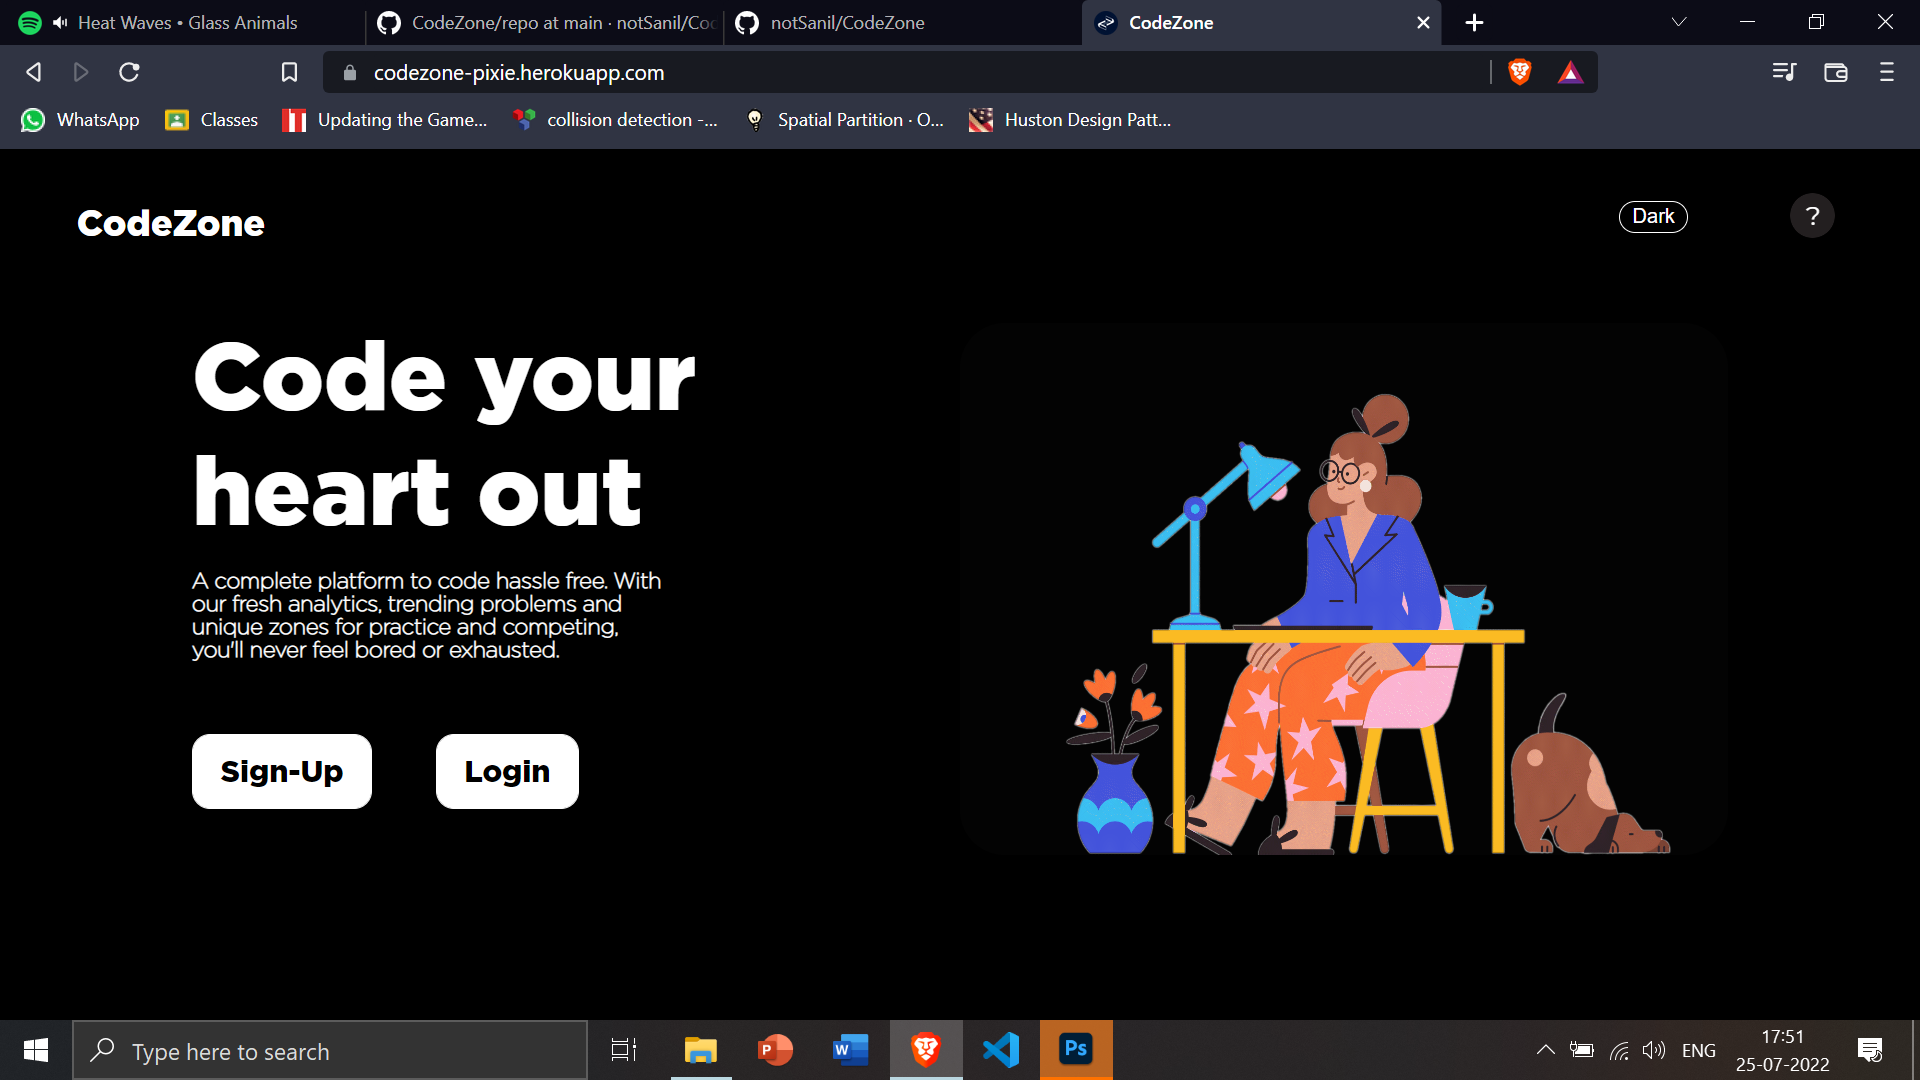 Heat Waves • Glass Animals
CodeZone/repo at main · notSanil/Co
notSanil/CodeZone
CodeZone
codezone-pixie.herokuapp.com
WhatsApp
Classes
Updating the Game...
collision detection -...
Spatial Partition · O...
Huston Design Patt...
CodeZone
Dark
?
Code your
heart out
A complete platform to code hassle free. With
our fresh analytics, trending problems and
unique zones for practice and competing,
you'll never feel bored or exhausted.
Sign-Up
Login
Type here to search
P
W
Ps
ENG
17:51
25-07-2022